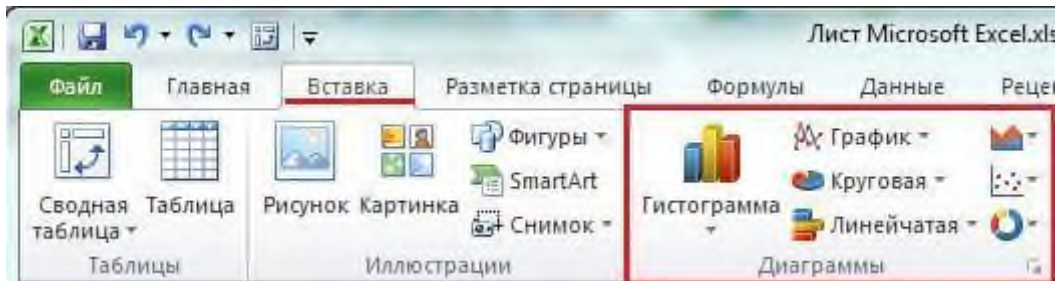 Лист Microsoft Excel.xls
Файл Главная Вставка Разметка страницы Формулы Данные Рецен
Сводная таблица
Таблица
Рисунок
Картинка
Фигуры
SmartArt
Снимок
Гистограмма
График
Круговая
Линейчатая
Таблицы
Иллюстрации
Диаграммы